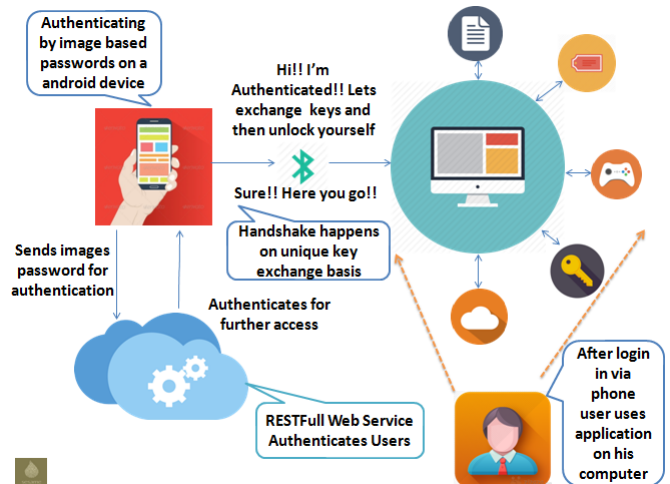 Authenticating
by image based
passwords on a
android device
Hi!! I'm
Authenticated!! Lets
exchange keys and
then unlock yourself
Sure!! Here you go!!
Handshake happens
on unique key
exchange basis
Sends images
password for
authentication
Authenticates for
further access
RESTFull Web Service
Authenticates Users
After login
in via
phone
user uses
application
on his
computer